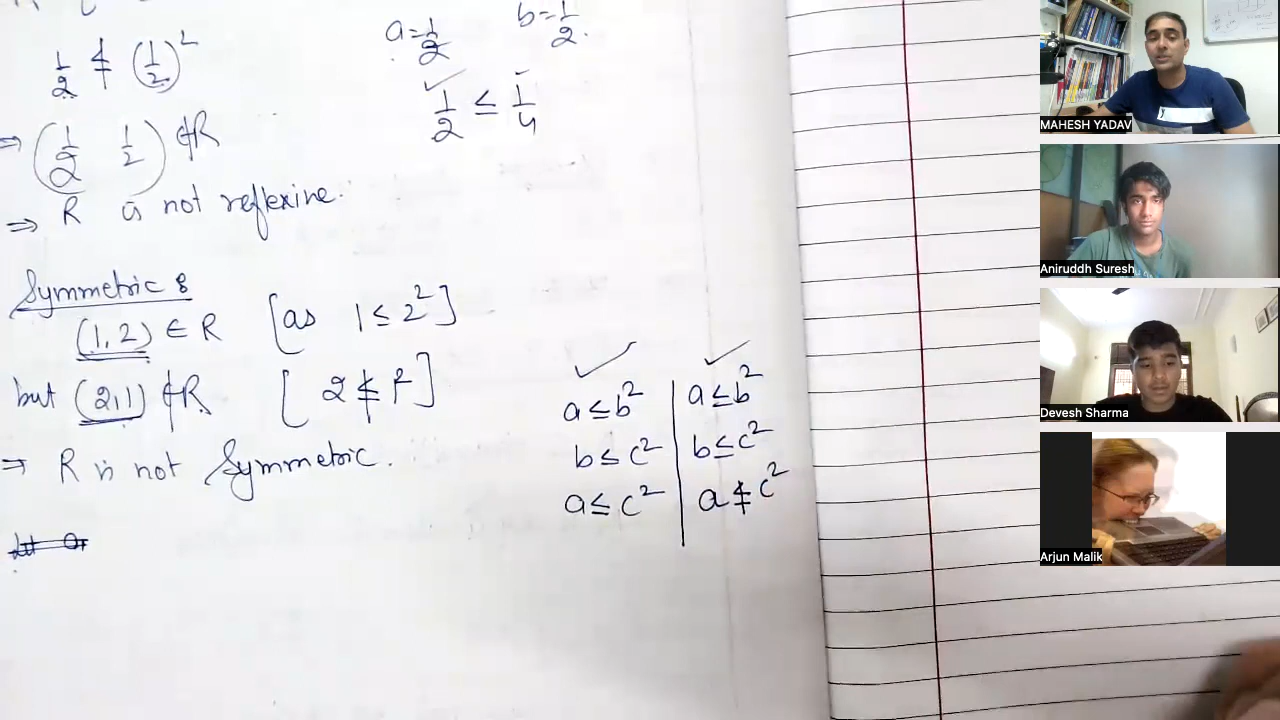 1/2 ≰ (1/2)²
⇒ (1/2 1/2) ∉ R
⇒ R is not reflexive.
a=1/2 b=1/2.
1/2 ≤ 1/4
Symmetric :
(1,2) ∈ R [as 1 ≤ 2²]
but (2,1) ∉ R. [2 ≰ 1²]
⇒ R is not Symmetric.
a ≤ b² | a ≤ b²
b ≤ c² | b ≤ c²
a ≤ c² | a ≰ c²
MAHESH YADAV
Aniruddh Suresh
Devesh Sharma
Arjun Malik